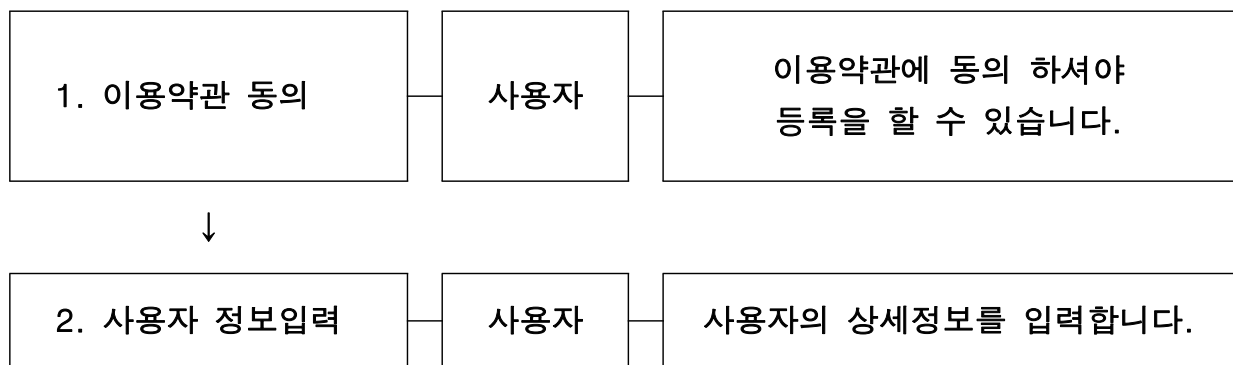 1. 이용약관 동의
사용자
이용약관에 동의 하셔야
등록을 할 수 있습니다.
↓
2. 사용자 정보입력
사용자
사용자의 상세정보를 입력합니다.